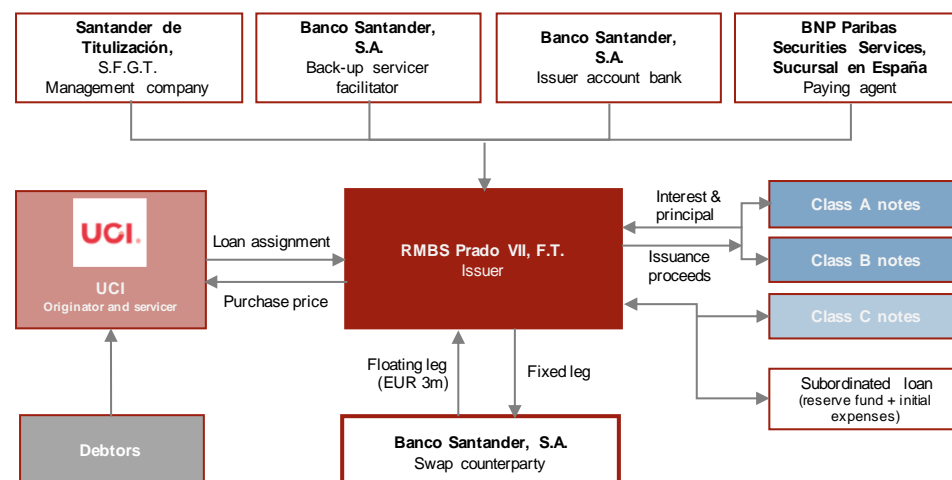 Santander de
Titulización,
S.F.G.T.
Management company
Banco Santander,
S.A.
Back-up servicer
facilitator
Banco Santander,
S.A.
Issuer account bank
BNP Paribas
Securities Services,
Sucursal en España
Paying agent
UCI.
UCI
Originator and servicer
Loan assignment
Purchase price
RMBS Prado VII, F.T.
Issuer
Interest &
principal
Issuance
proceeds
Class A notes
Class B notes
Class C notes
Subordinated loan
(reserve fund + initial
expenses)
Floating leg
(EUR 3m)
Fixed leg
Debtors
Banco Santander, S.A.
Swap counterparty